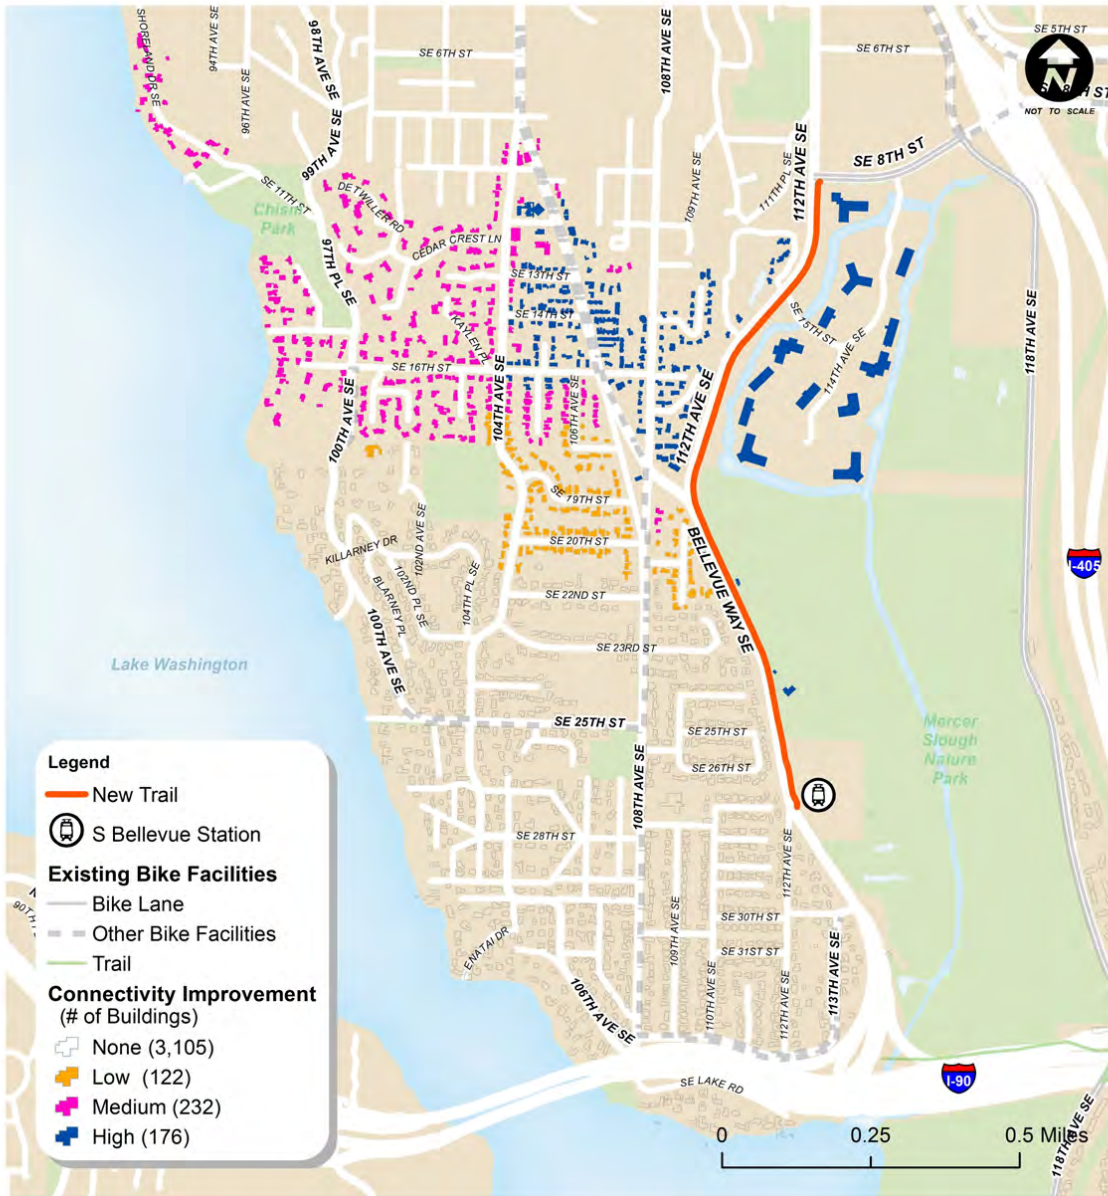 SHORELAND DR SE
94TH AVE SE
96TH AVE SE
98TH AVE SE
SE 6TH ST
108TH AVE SE
SE 6TH ST
SE 5TH ST
N
NOT TO SCALE
99TH AVE SE
SE 11TH ST
Chism
Park
DETWILLER RD
CEDAR CREST LN
97TH PL SE
109TH AVE SE
111TH PL SE
112TH AVE SE
SE 8TH ST
118TH AVE SE
SE 13TH ST
SE 14TH ST
KAYLEN PL
SE 15TH ST
114TH AVE SE
SE 16TH ST
104TH AVE SE
106TH AVE SE
112TH AVE SE
100TH AVE SE
SE 19TH ST
SE 20TH ST
102ND AVE SE
KILLARNEY DR
102ND PL SE
BLARNEY PL
104TH PL SE
100TH AVE SE
SE 22ND ST
BELLEVUE WAY SE
SE 23RD ST
I-405
Lake Washington
SE 25TH ST
SE 25TH ST
SE 26TH ST
Mercer
Slough
Nature
Park
108TH AVE SE
SE 28TH ST
112TH AVE SE
109TH AVE SE
SE 30TH ST
SE 31ST ST
ENATAI DR
106TH AVE SE
110TH AVE SE
112TH AVE SE
113TH AVE SE
SE LAKE RD
I-90
118TH AVE SE
Legend
New Trail
S Bellevue Station
Existing Bike Facilities
Bike Lane
Other Bike Facilities
Trail
Connectivity Improvement
(# of Buildings)
None (3,105)
Low (122)
Medium (232)
High (176)
0 0.25 0.5 Miles